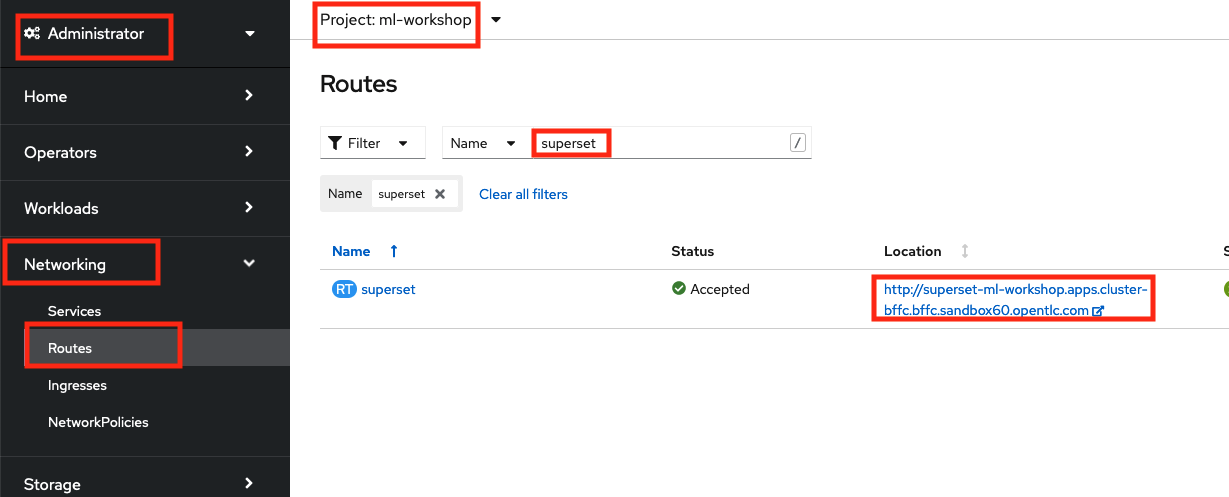 Administrator
Project: ml-workshop
Home
Operators
Workloads
Networking
Services
Routes
Ingresses
NetworkPolicies
Storage
Routes
Filter
Name
superset
/
Name superset
Clear all filters
Name
Status
Location
S
RT superset
Accepted
http://superset-ml-workshop.apps.cluster-
bffc.bffc.sandbox60.opentlc.com